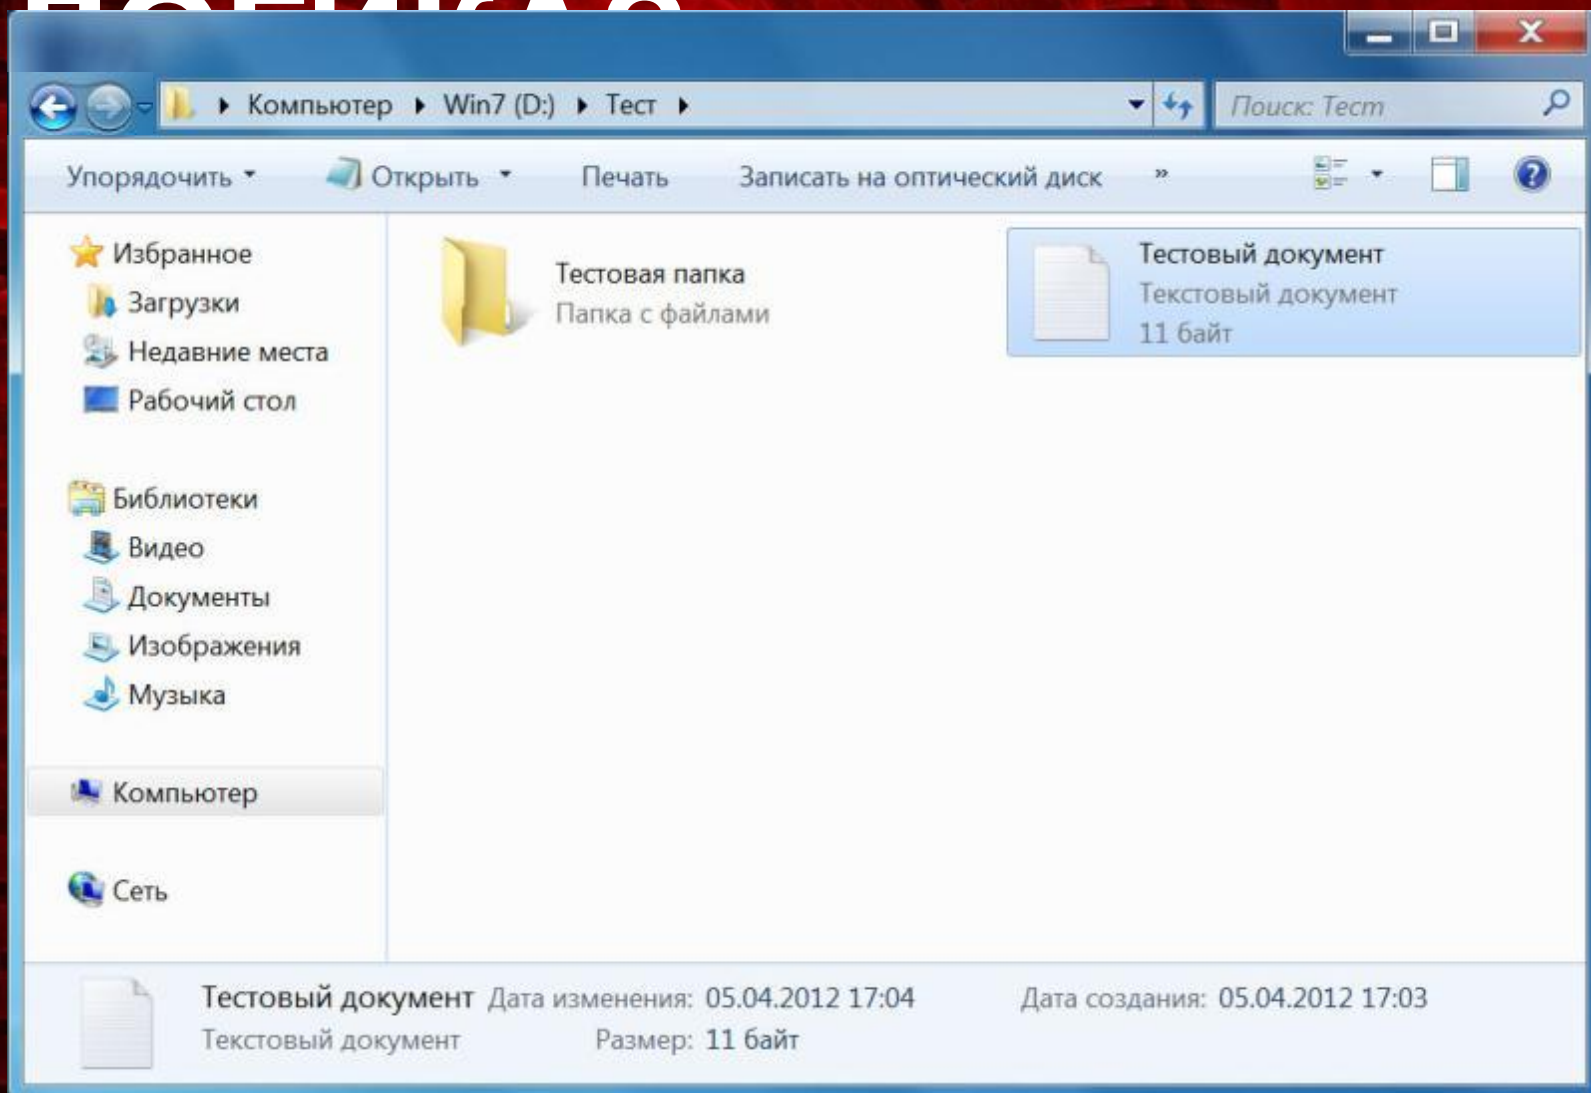 Компьютер Win7 (D:) Тест
Поиск: Тест
Упорядочить Открыть Печать Записать на оптический диск »
Избранное
Загрузки
Недавние места
Рабочий стол
Библиотеки
Видео
Документы
Изображения
Музыка
Компьютер
Сеть
Тестовая папка
Папка с файлами
Тестовый документ
Текстовый документ
11 байт
Тестовый документ Дата изменения: 05.04.2012 17:04 Дата создания: 05.04.2012 17:03
Текстовый документ Размер: 11 байт